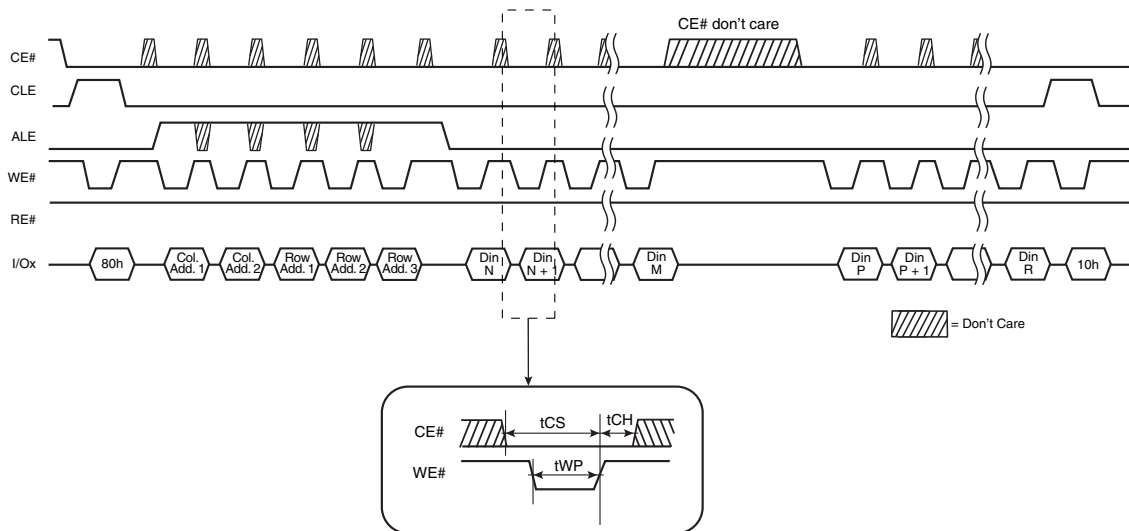 CE# don't care
CE#
CLE
ALE
WE#
RE#
I/Ox
80h
Col.
Add. 1
Col.
Add. 2
Row
Add. 1
Row
Add. 2
Row
Add. 3
Din
N
Din
N + 1
Din
M
Din
P
Din
P + 1
Din
R
10h
= Don't Care
CE#
tCS
tCH
WE#
tWP